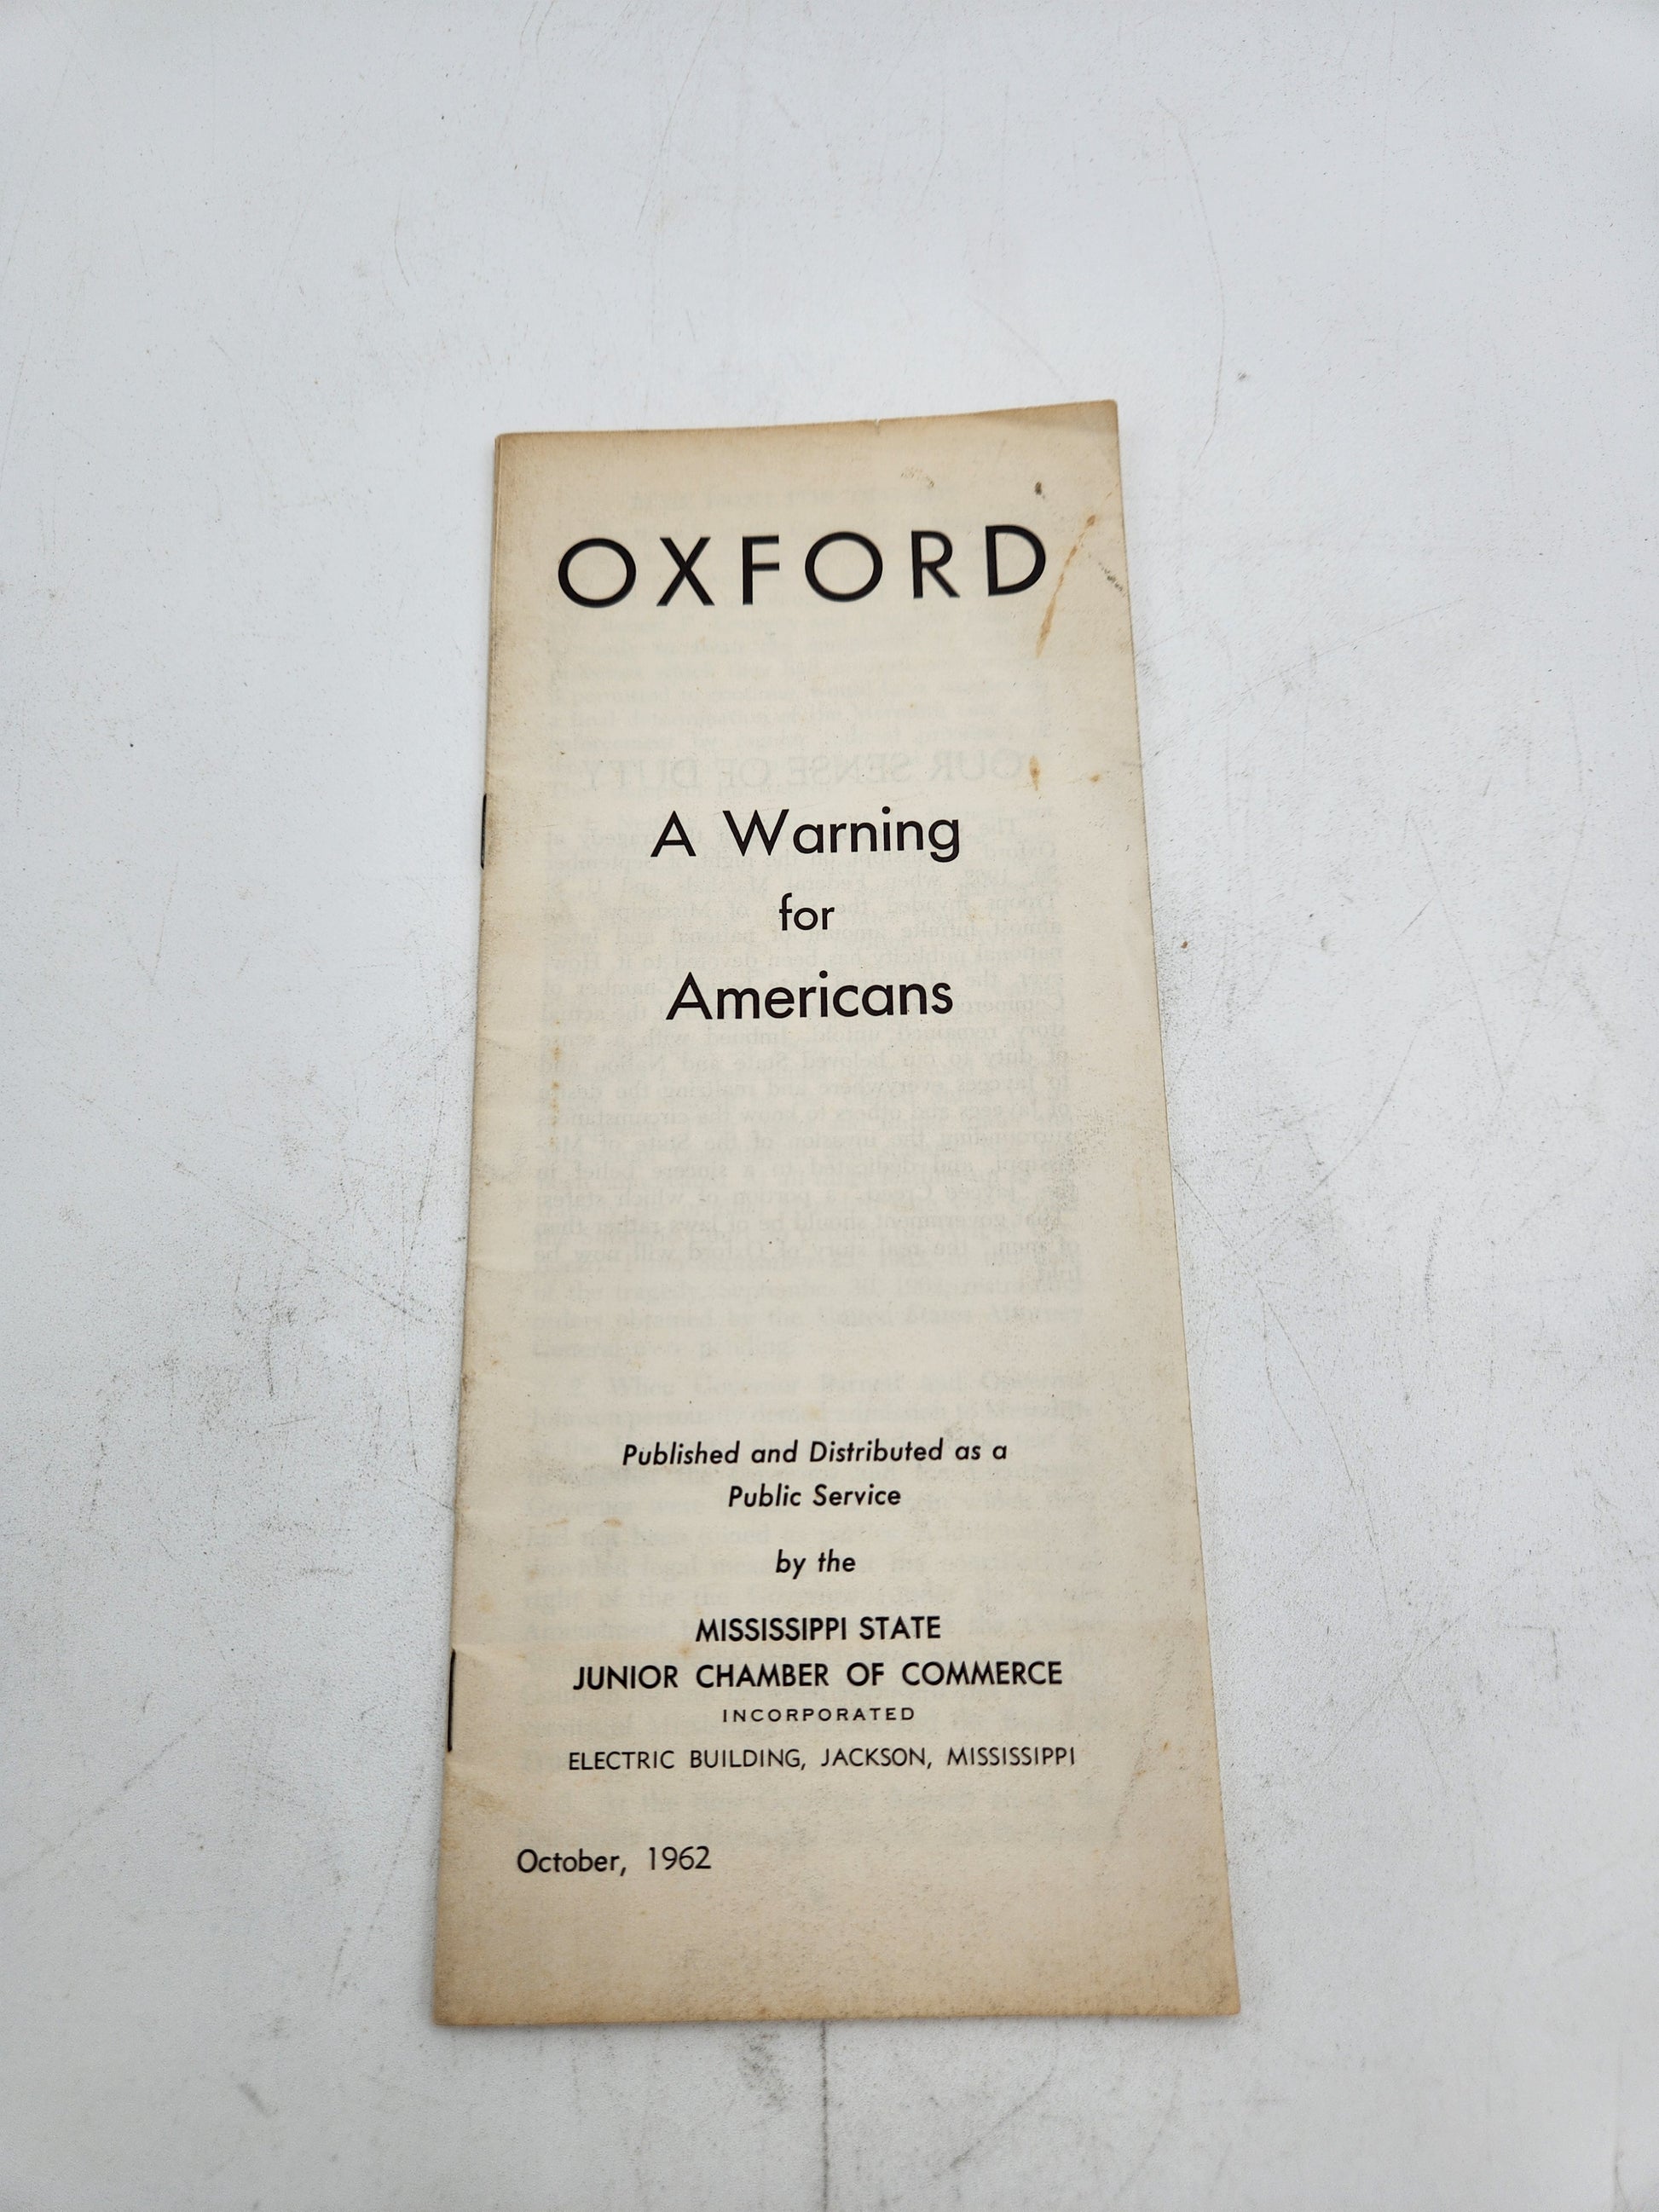 OXFORD
A Warning
for
Americans
Published and Distributed as a
Public Service
by the
MISSISSIPPI STATE
JUNIOR CHAMBER OF COMMERCE
INCORPORATED
ELECTRIC BUILDING, JACKSON, MISSISSIPPI
October, 1962